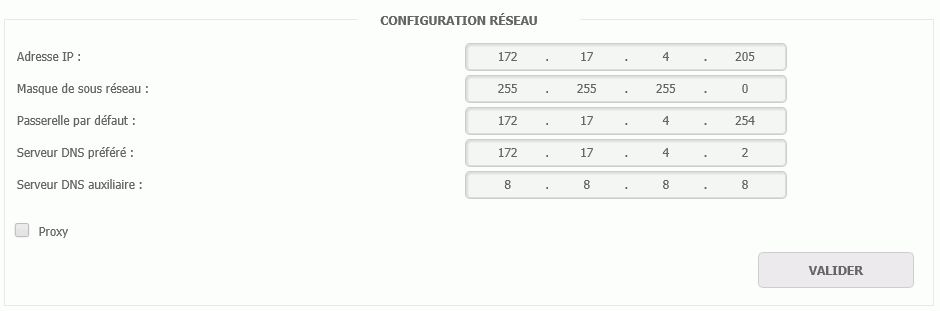 CONFIGURATION RÉSEAU
Adresse IP : 172 . 17 . 4 . 205
Masque de sous réseau : 255 . 255 . 255 . 0
Passerelle par défaut : 172 . 17 . 4 . 254
Serveur DNS préféré : 172 . 17 . 4 . 2
Serveur DNS auxiliaire : 8 . 8 . 8 . 8
Proxy
VALIDER